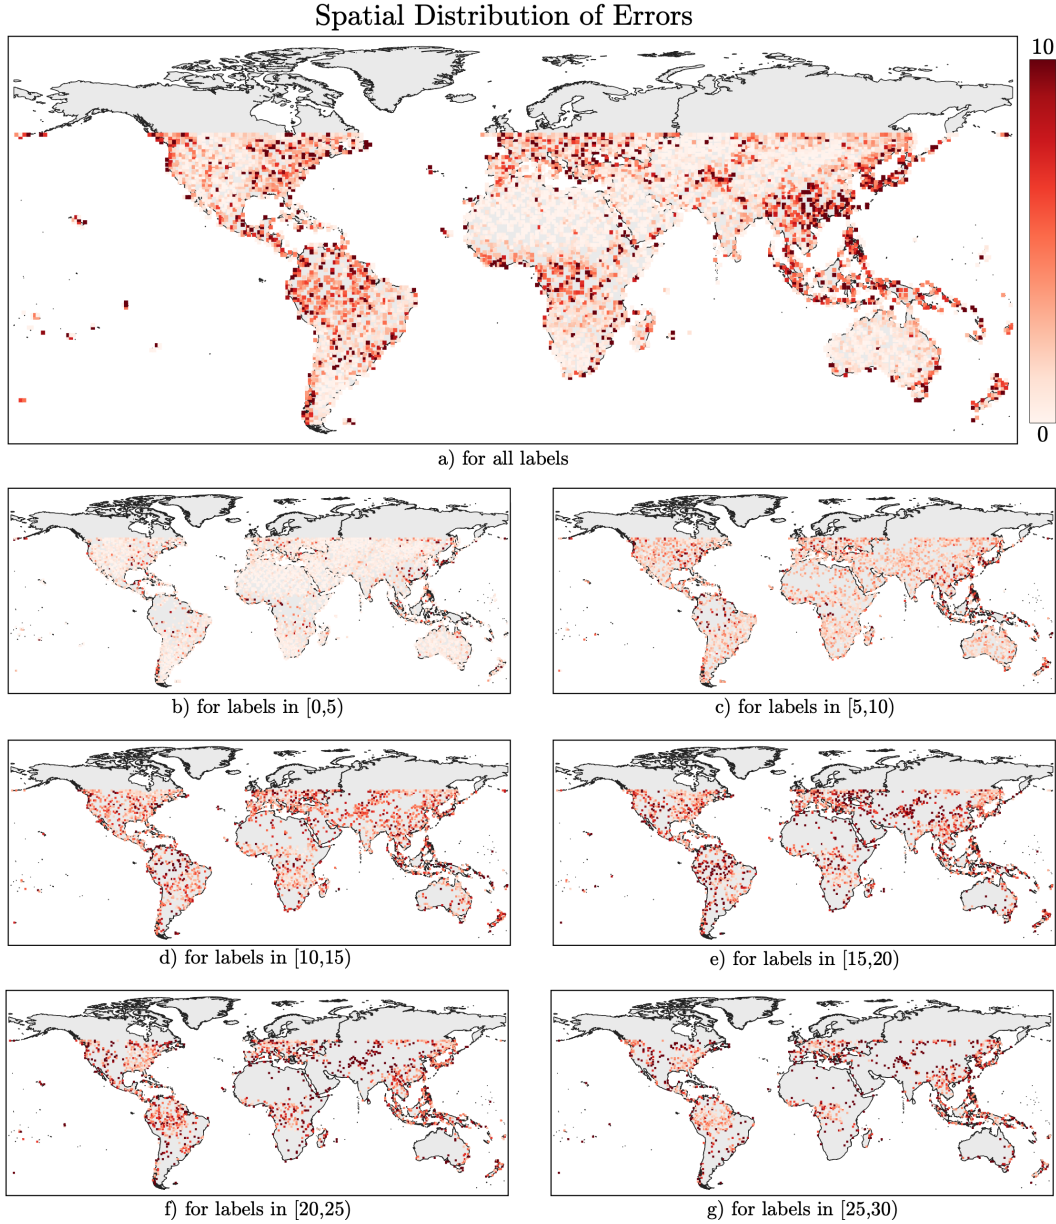 Spatial Distribution of Errors
10
0
a) for all labels
b) for labels in [0,5)
c) for labels in [5,10)
d) for labels in [10,15)
e) for labels in [15,20)
f) for labels in [20,25)
g) for labels in [25,30)